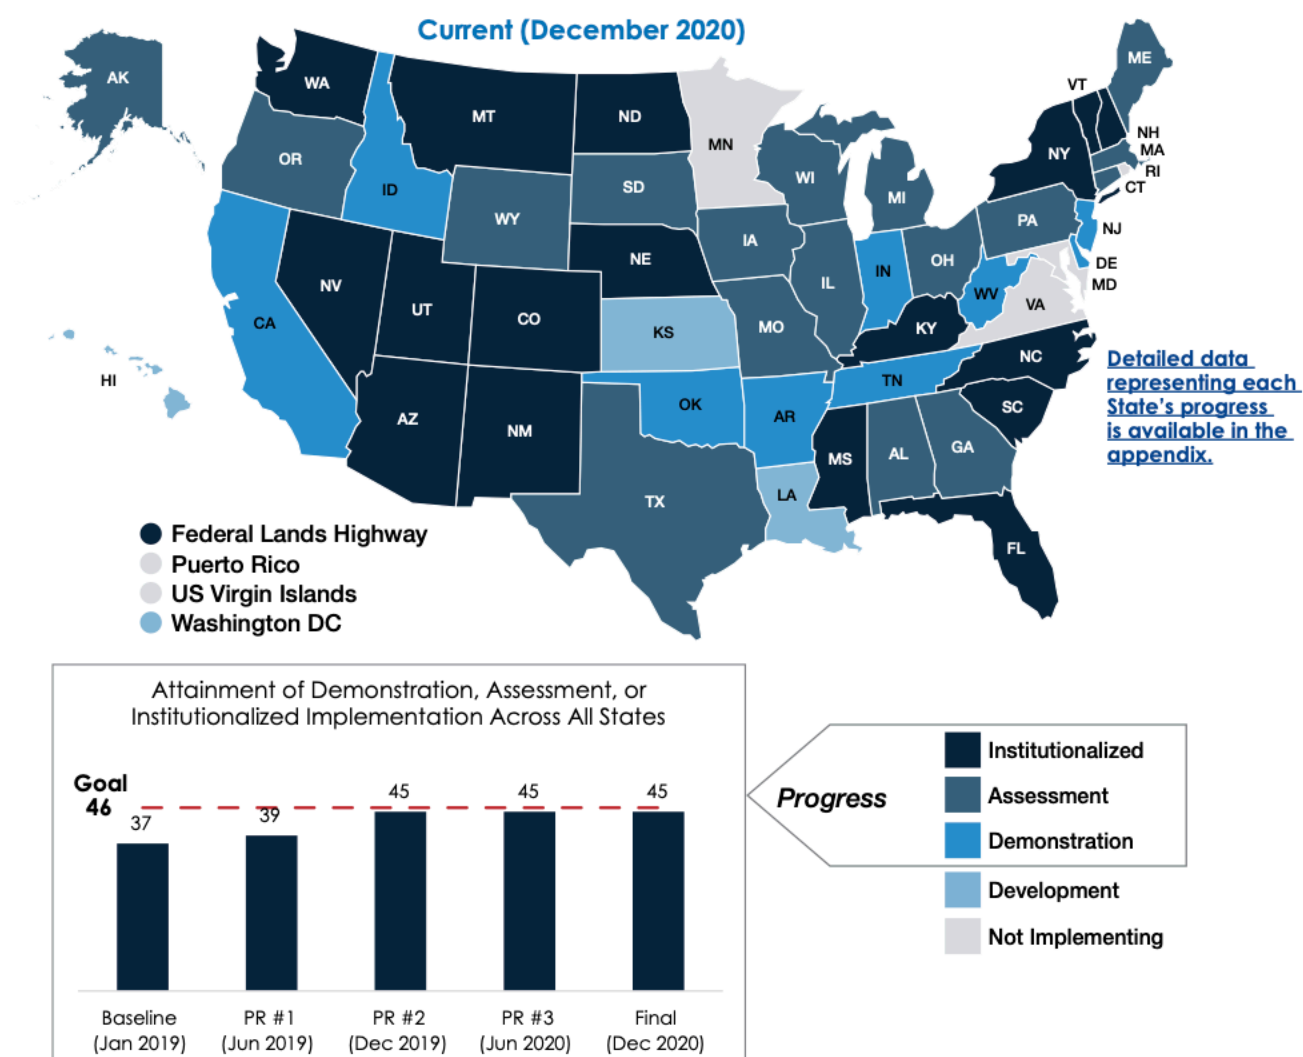 Current (December 2020)
AK
WA
MT
ND
MN
ME
VT
NH
MA
RI
CT
NY
OR
ID
WY
SD
WI
MI
PA
NJ
DE
MD
NE
IA
IL
IN
OH
WV
VA
NV
UT
CO
KS
MO
KY
NC
CA
HI
AZ
NM
OK
AR
TN
SC
MS
AL
GA
TX
LA
FL
Detailed data
representing each
State's progress
is available in the
appendix.
Federal Lands Highway
Puerto Rico
US Virgin Islands
Washington DC
Attainment of Demonstration, Assessment, or
Institutionalized Implementation Across All States
Goal
46
37
39
45
45
45
Baseline
(Jan 2019)
PR #1
(Jun 2019)
PR #2
(Dec 2019)
PR #3
(Jun 2020)
Final
(Dec 2020)
Progress
Institutionalized
Assessment
Demonstration
Development
Not Implementing